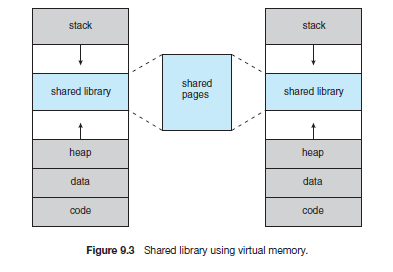 stack
shared library
heap
data
code
shared
pages
stack
shared library
heap
data
code
Figure 9.3 Shared library using virtual memory.